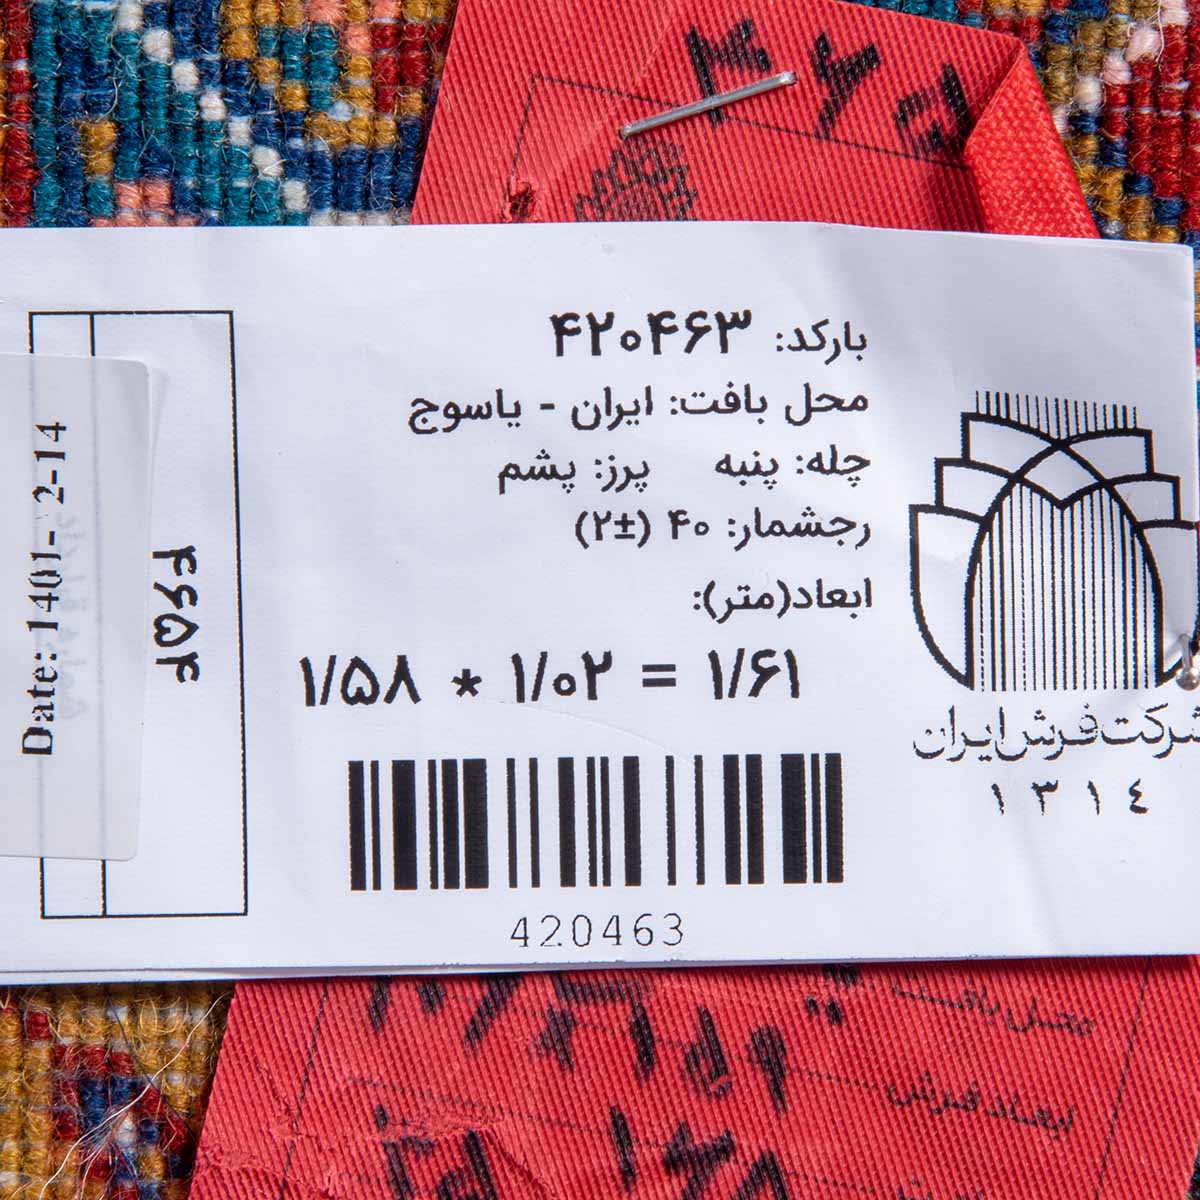 بارکد: ۴۲۰۴۶۳
محل بافت: ایران - یاسوج
چله: پنبه پرز: پشم
رجشمار: ۴۰ (±۲)
ابعاد(متر):
۱/۵۸ * ۱/۰۲ = ۱/۶۱
420463
شرکت فرش ایران
۱۳۱٤
Date: 1401- 2-14
۴۶۵۴
محل بافت
ابعاد فرش